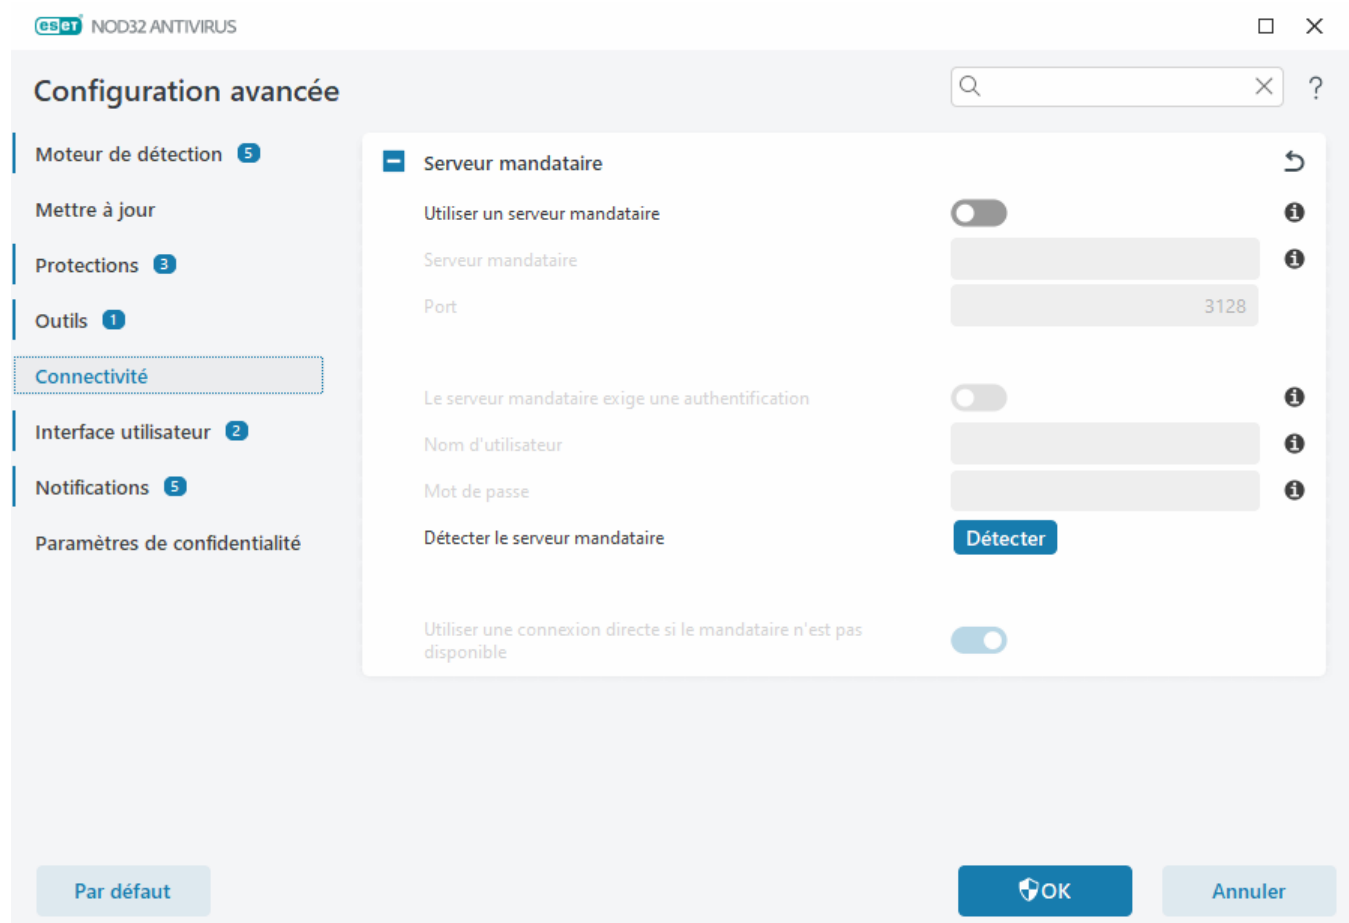 eset NOD32 ANTIVIRUS
Configuration avancée
?
Moteur de détection 5
Mettre à jour
Protections 3
Outils 1
Connectivité
Interface utilisateur 2
Notifications 5
Paramètres de confidentialité
Serveur mandataire
Utiliser un serveur mandataire
Serveur mandataire
Port 3128
Le serveur mandataire exige une authentification
Nom d'utilisateur
Mot de passe
Détecter le serveur mandataire Détecter
Utiliser une connexion directe si le mandataire n'est pas
disponible
Par défaut OK Annuler